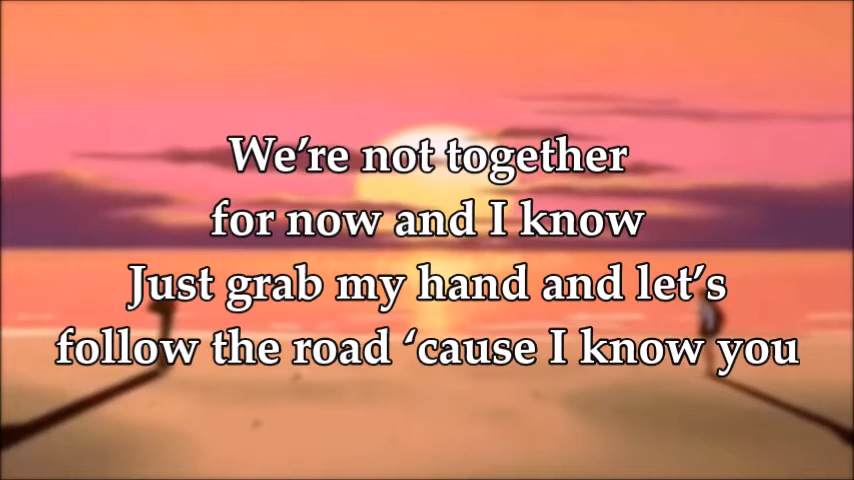 We’re not together
for now and I know
Just grab my hand and let’s
follow the road ‘cause I know you